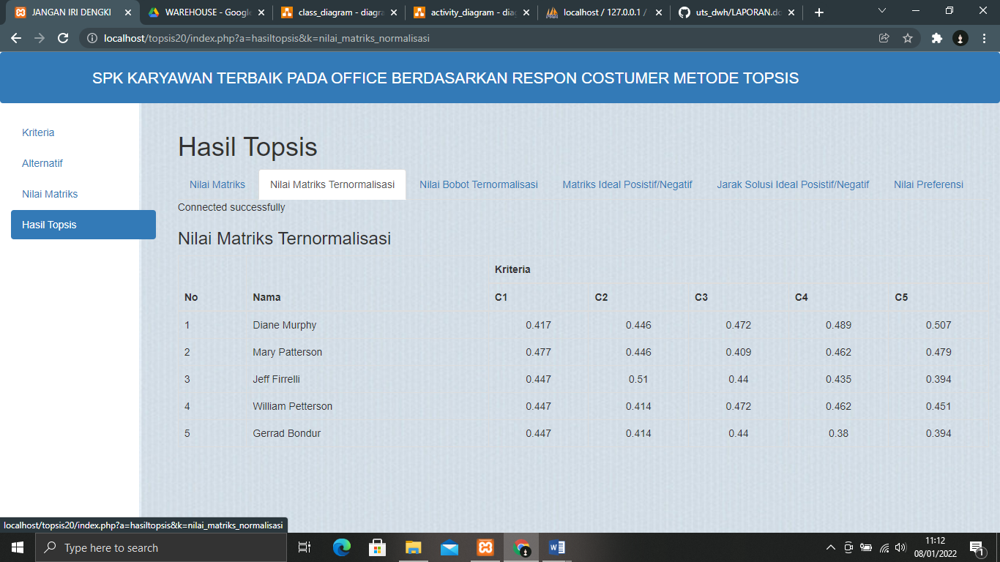 JANGAN IRI DENGKI
WAREHOUSE - Google
class_diagram - diagra
activity_diagram - diag
localhost / 127.0.0.1 /
uts_dwh/LAPORAN.do
localhost/topsis20/index.php?a=hasiltopsis&k=nilai_matriks_normalisasi
SPK KARYAWAN TERBAIK PADA OFFICE BERDASARKAN RESPON COSTUMER METODE TOPSIS
Kriteria
Alternatif
Nilai Matriks
Hasil Topsis
Hasil Topsis
Nilai Matriks Nilai Matriks Ternormalisasi Nilai Bobot Ternormalisasi Matriks Ideal Posistif/Negatif Jarak Solusi Ideal Posistif/Negatif Nilai Preferensi
Connected successfully
Nilai Matriks Ternormalisasi
Kriteria
No Nama C1 C2 C3 C4 C5
1 Diane Murphy 0.417 0.446 0.472 0.489 0.507
2 Mary Patterson 0.477 0.446 0.409 0.462 0.479
3 Jeff Firrelli 0.447 0.51 0.44 0.435 0.394
4 William Petterson 0.447 0.414 0.472 0.462 0.451
5 Gerrad Bondur 0.447 0.414 0.44 0.38 0.394
localhost/topsis20/index.php?a=hasiltopsis&k=nilai_matriks_normalisasi
Type here to search
11:12
08/01/2022
1